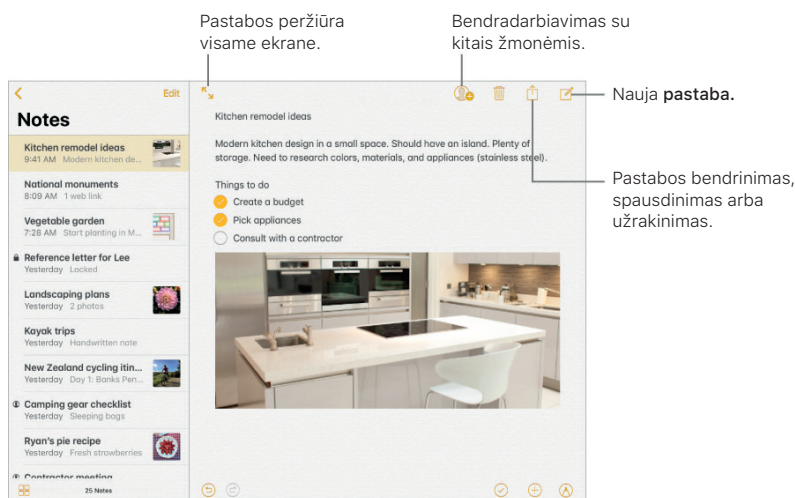 Pastabos peržiūra
visame ekrane.
Bendradarbiavimas su
kitais žmonėmis.
Nauja pastaba.
Pastabos bendrinimas,
spausdinimas arba
užrakinimas.
Edit
Notes
Kitchen remodel ideas
9:41 AM Modern kitchen de...
National monuments
8:09 AM 1 web link
Vegetable garden
7:28 AM Start planting in M...
Reference letter for Lee
Yesterday Locked
Landscaping plans
Yesterday 2 photos
Kayak trips
Yesterday Handwritten note
New Zealand cycling itin...
Yesterday Day 1: Banks Pen...
Camping gear checklist
Yesterday Sleeping bags
Ryan's pie recipe
Yesterday Fresh strawberries
Contractor meeting
25 Notes
Kitchen remodel ideas
Modern kitchen design in a small space. Should have an island. Plenty of
storage. Need to research colors, materials, and appliances (stainless steel).
Things to do
Create a budget
Pick appliances
Consult with a contractor